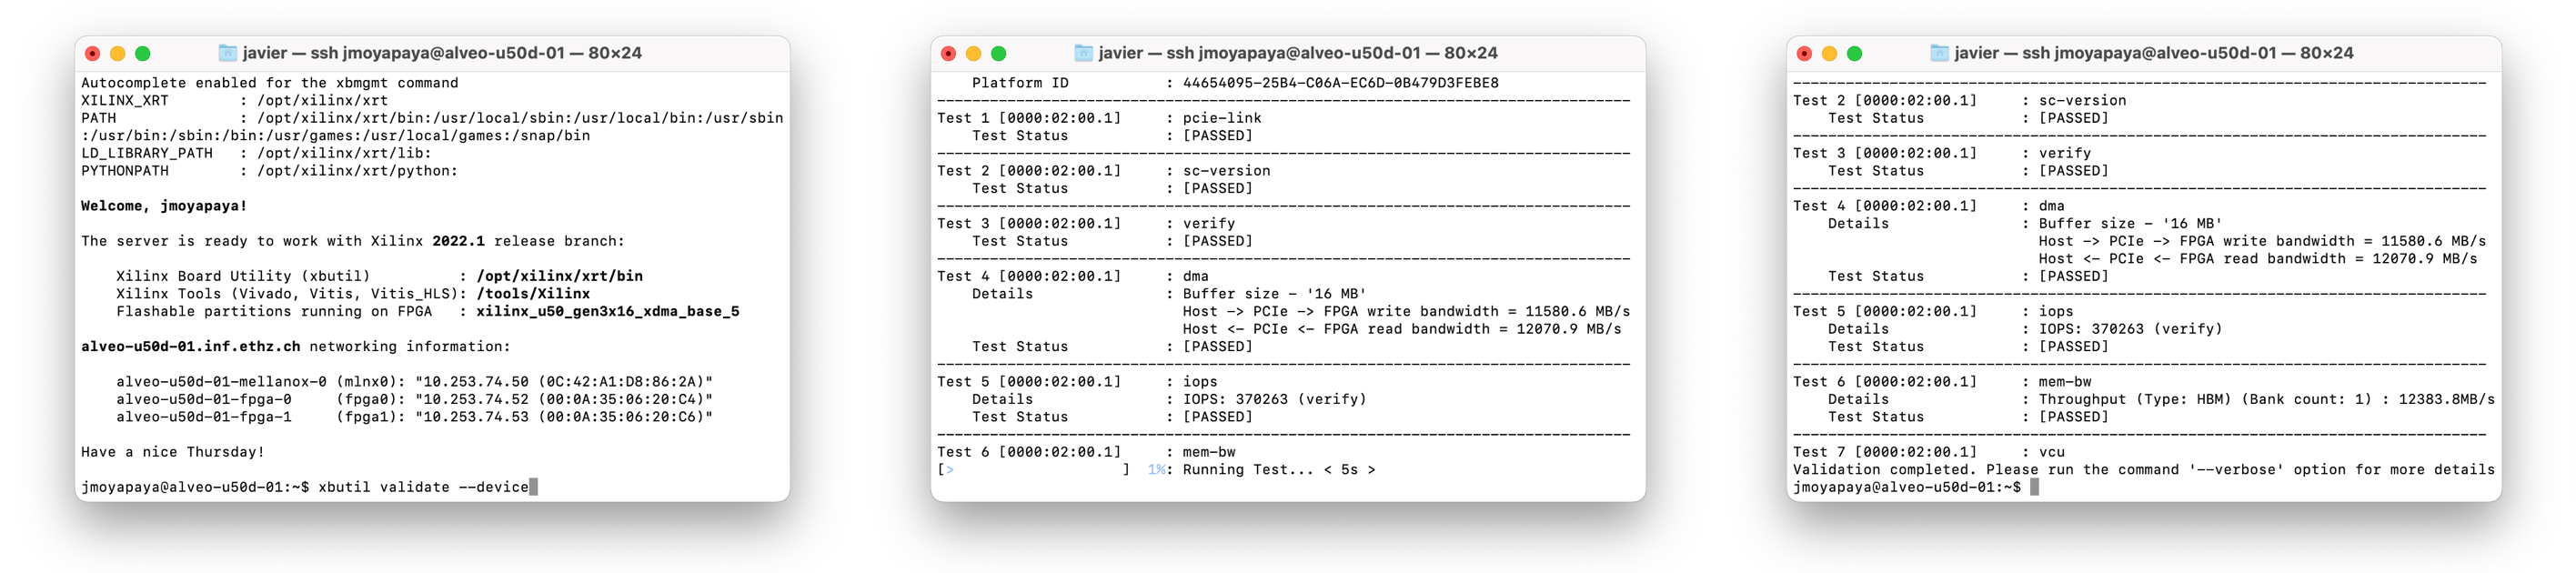 javier — ssh jmoyapaya@alveo-u50d-01 — 80×24
Autocomplete enabled for the xbmgmt command
XILINX_XRT        : /opt/xilinx/xrt
PATH              : /opt/xilinx/xrt/bin:/usr/local/sbin:/usr/local/bin:/usr/sbin
:/usr/bin:/sbin:/bin:/usr/games:/usr/local/games:/snap/bin
LD_LIBRARY_PATH   : /opt/xilinx/xrt/lib:
PYTHONPATH        : /opt/xilinx/xrt/python:
Welcome, jmoyapaya!
The server is ready to work with Xilinx 2022.1 release branch:
    Xilinx Board Utility (xbutil)          : /opt/xilinx/xrt/bin
    Xilinx Tools (Vivado, Vitis, Vitis_HLS): /tools/Xilinx
    Flashable partitions running on FPGA   : xilinx_u50_gen3x16_xdma_base_5
alveo-u50d-01.inf.ethz.ch networking information:
    alveo-u50d-01-mellanox-0 (mlnx0): "10.253.74.50 (0C:42:A1:D8:86:2A)"
    alveo-u50d-01-fpga-0     (fpga0): "10.253.74.52 (00:0A:35:06:20:C4)"
    alveo-u50d-01-fpga-1     (fpga1): "10.253.74.53 (00:0A:35:06:20:C6)"
Have a nice Thursday!
jmoyapaya@alveo-u50d-01:~$ xbutil validate --device
javier — ssh jmoyapaya@alveo-u50d-01 — 80×24
    Platform ID           : 44654095-25B4-C06A-EC6D-0B479D3FEBE8
-------------------------------------------------------------------------------
Test 1 [0000:02:00.1]     : pcie-link
    Test Status           : [PASSED]
-------------------------------------------------------------------------------
Test 2 [0000:02:00.1]     : sc-version
    Test Status           : [PASSED]
-------------------------------------------------------------------------------
Test 3 [0000:02:00.1]     : verify
    Test Status           : [PASSED]
-------------------------------------------------------------------------------
Test 4 [0000:02:00.1]     : dma
    Details               : Buffer size - '16 MB'
                            Host -> PCIe -> FPGA write bandwidth = 11580.6 MB/s
                            Host <- PCIe <- FPGA read bandwidth = 12070.9 MB/s
    Test Status           : [PASSED]
-------------------------------------------------------------------------------
Test 5 [0000:02:00.1]     : iops
    Details               : IOPS: 370263 (verify)
    Test Status           : [PASSED]
-------------------------------------------------------------------------------
Test 6 [0000:02:00.1]     : mem-bw
[>                   ]  1%: Running Test... < 5s >
javier — ssh jmoyapaya@alveo-u50d-01 — 80×24
-------------------------------------------------------------------------------
Test 2 [0000:02:00.1]     : sc-version
    Test Status           : [PASSED]
-------------------------------------------------------------------------------
Test 3 [0000:02:00.1]     : verify
    Test Status           : [PASSED]
-------------------------------------------------------------------------------
Test 4 [0000:02:00.1]     : dma
    Details               : Buffer size - '16 MB'
                            Host -> PCIe -> FPGA write bandwidth = 11580.6 MB/s
                            Host <- PCIe <- FPGA read bandwidth = 12070.9 MB/s
    Test Status           : [PASSED]
-------------------------------------------------------------------------------
Test 5 [0000:02:00.1]     : iops
    Details               : IOPS: 370263 (verify)
    Test Status           : [PASSED]
-------------------------------------------------------------------------------
Test 6 [0000:02:00.1]     : mem-bw
    Details               : Throughput (Type: HBM) (Bank count: 1) : 12383.8MB/s
    Test Status           : [PASSED]
-------------------------------------------------------------------------------
Test 7 [0000:02:00.1]     : vcu
Validation completed. Please run the command '--verbose' option for more details
jmoyapaya@alveo-u50d-01:~$